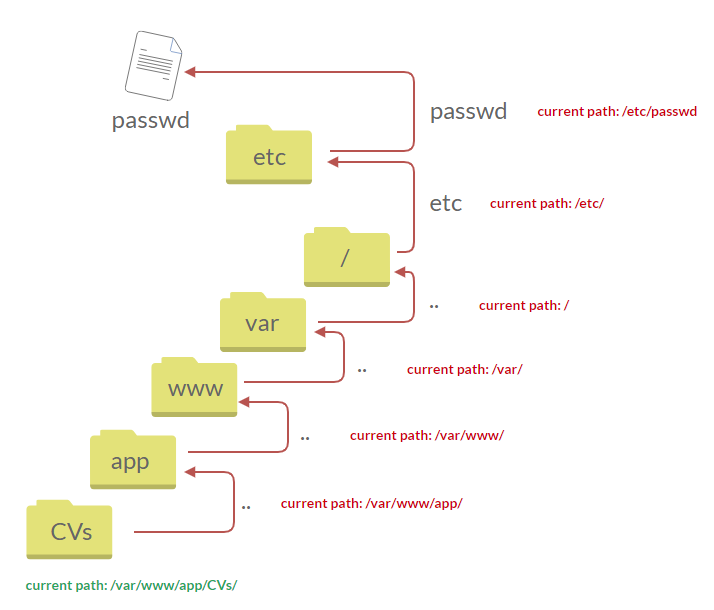 passwd
passwd
current path: /etc/passwd
etc
etc
current path: /etc/
/
..
current path: /
var
..
current path: /var/
www
..
current path: /var/www/
app
..
current path: /var/www/app/
CVs
current path: /var/www/app/CVs/